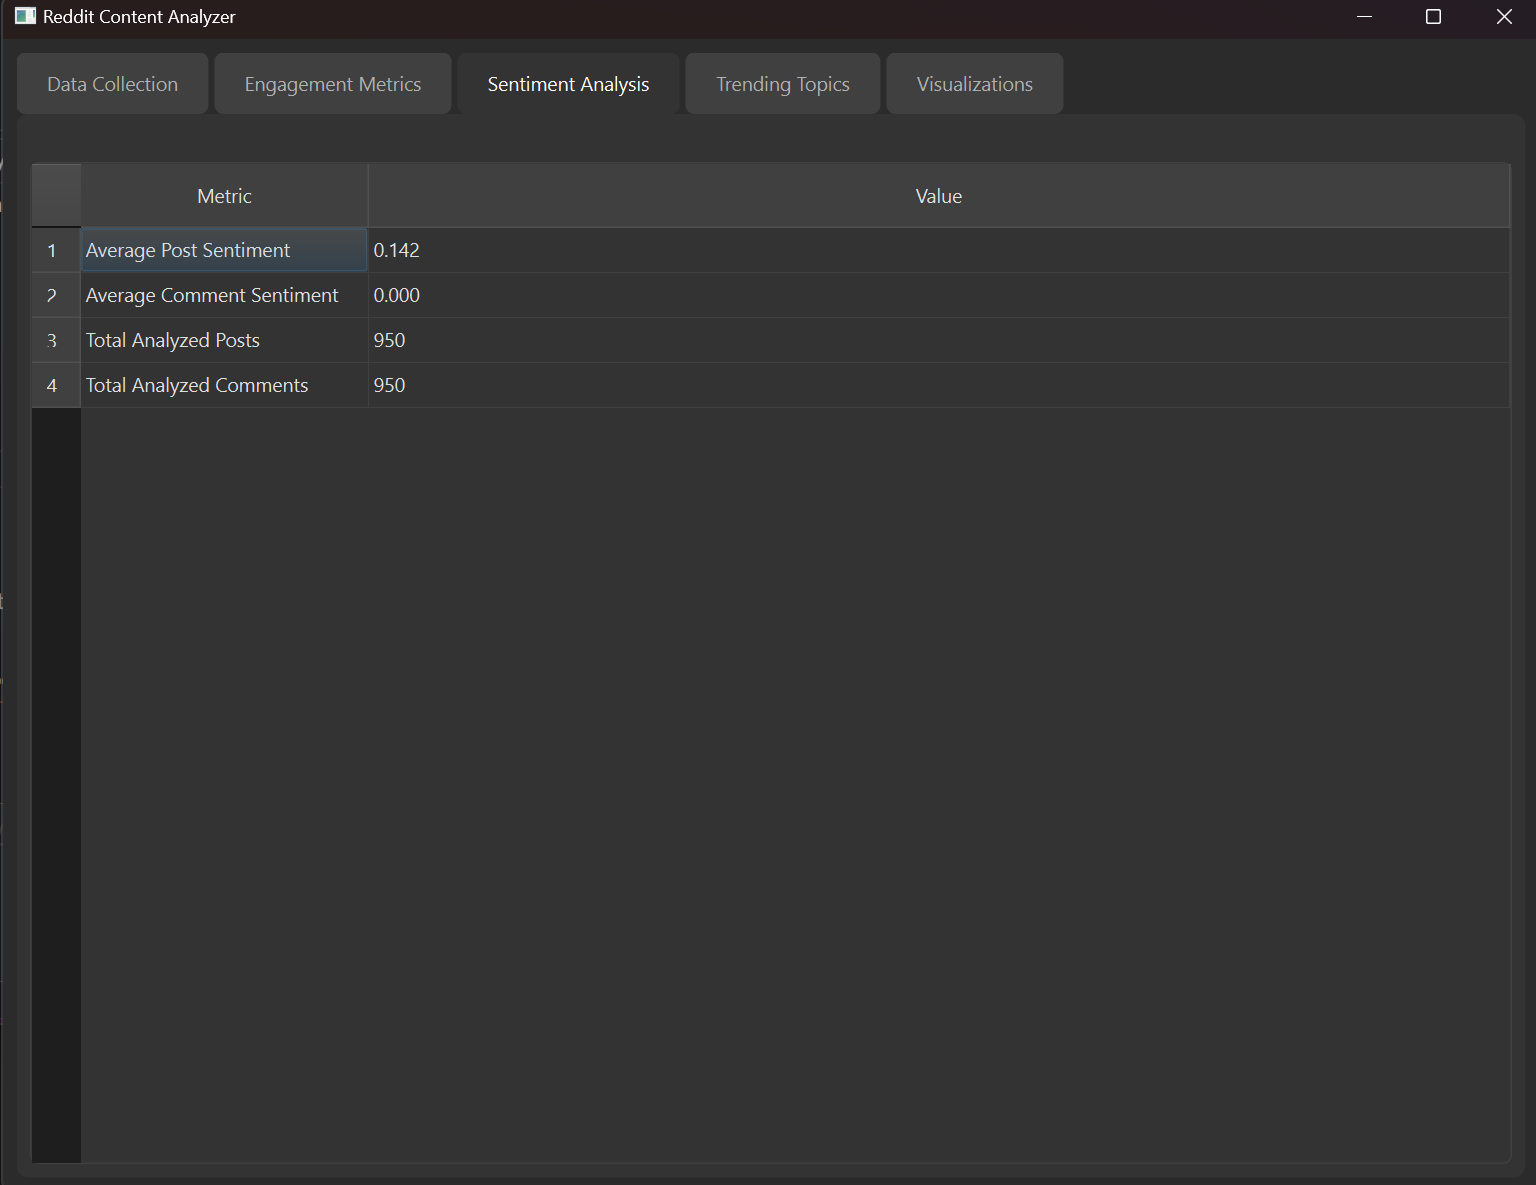 Reddit Content Analyzer
Data Collection Engagement Metrics Sentiment Analysis Trending Topics Visualizations
Metric Value
1 Average Post Sentiment 0.142
2 Average Comment Sentiment 0.000
3 Total Analyzed Posts 950
4 Total Analyzed Comments 950